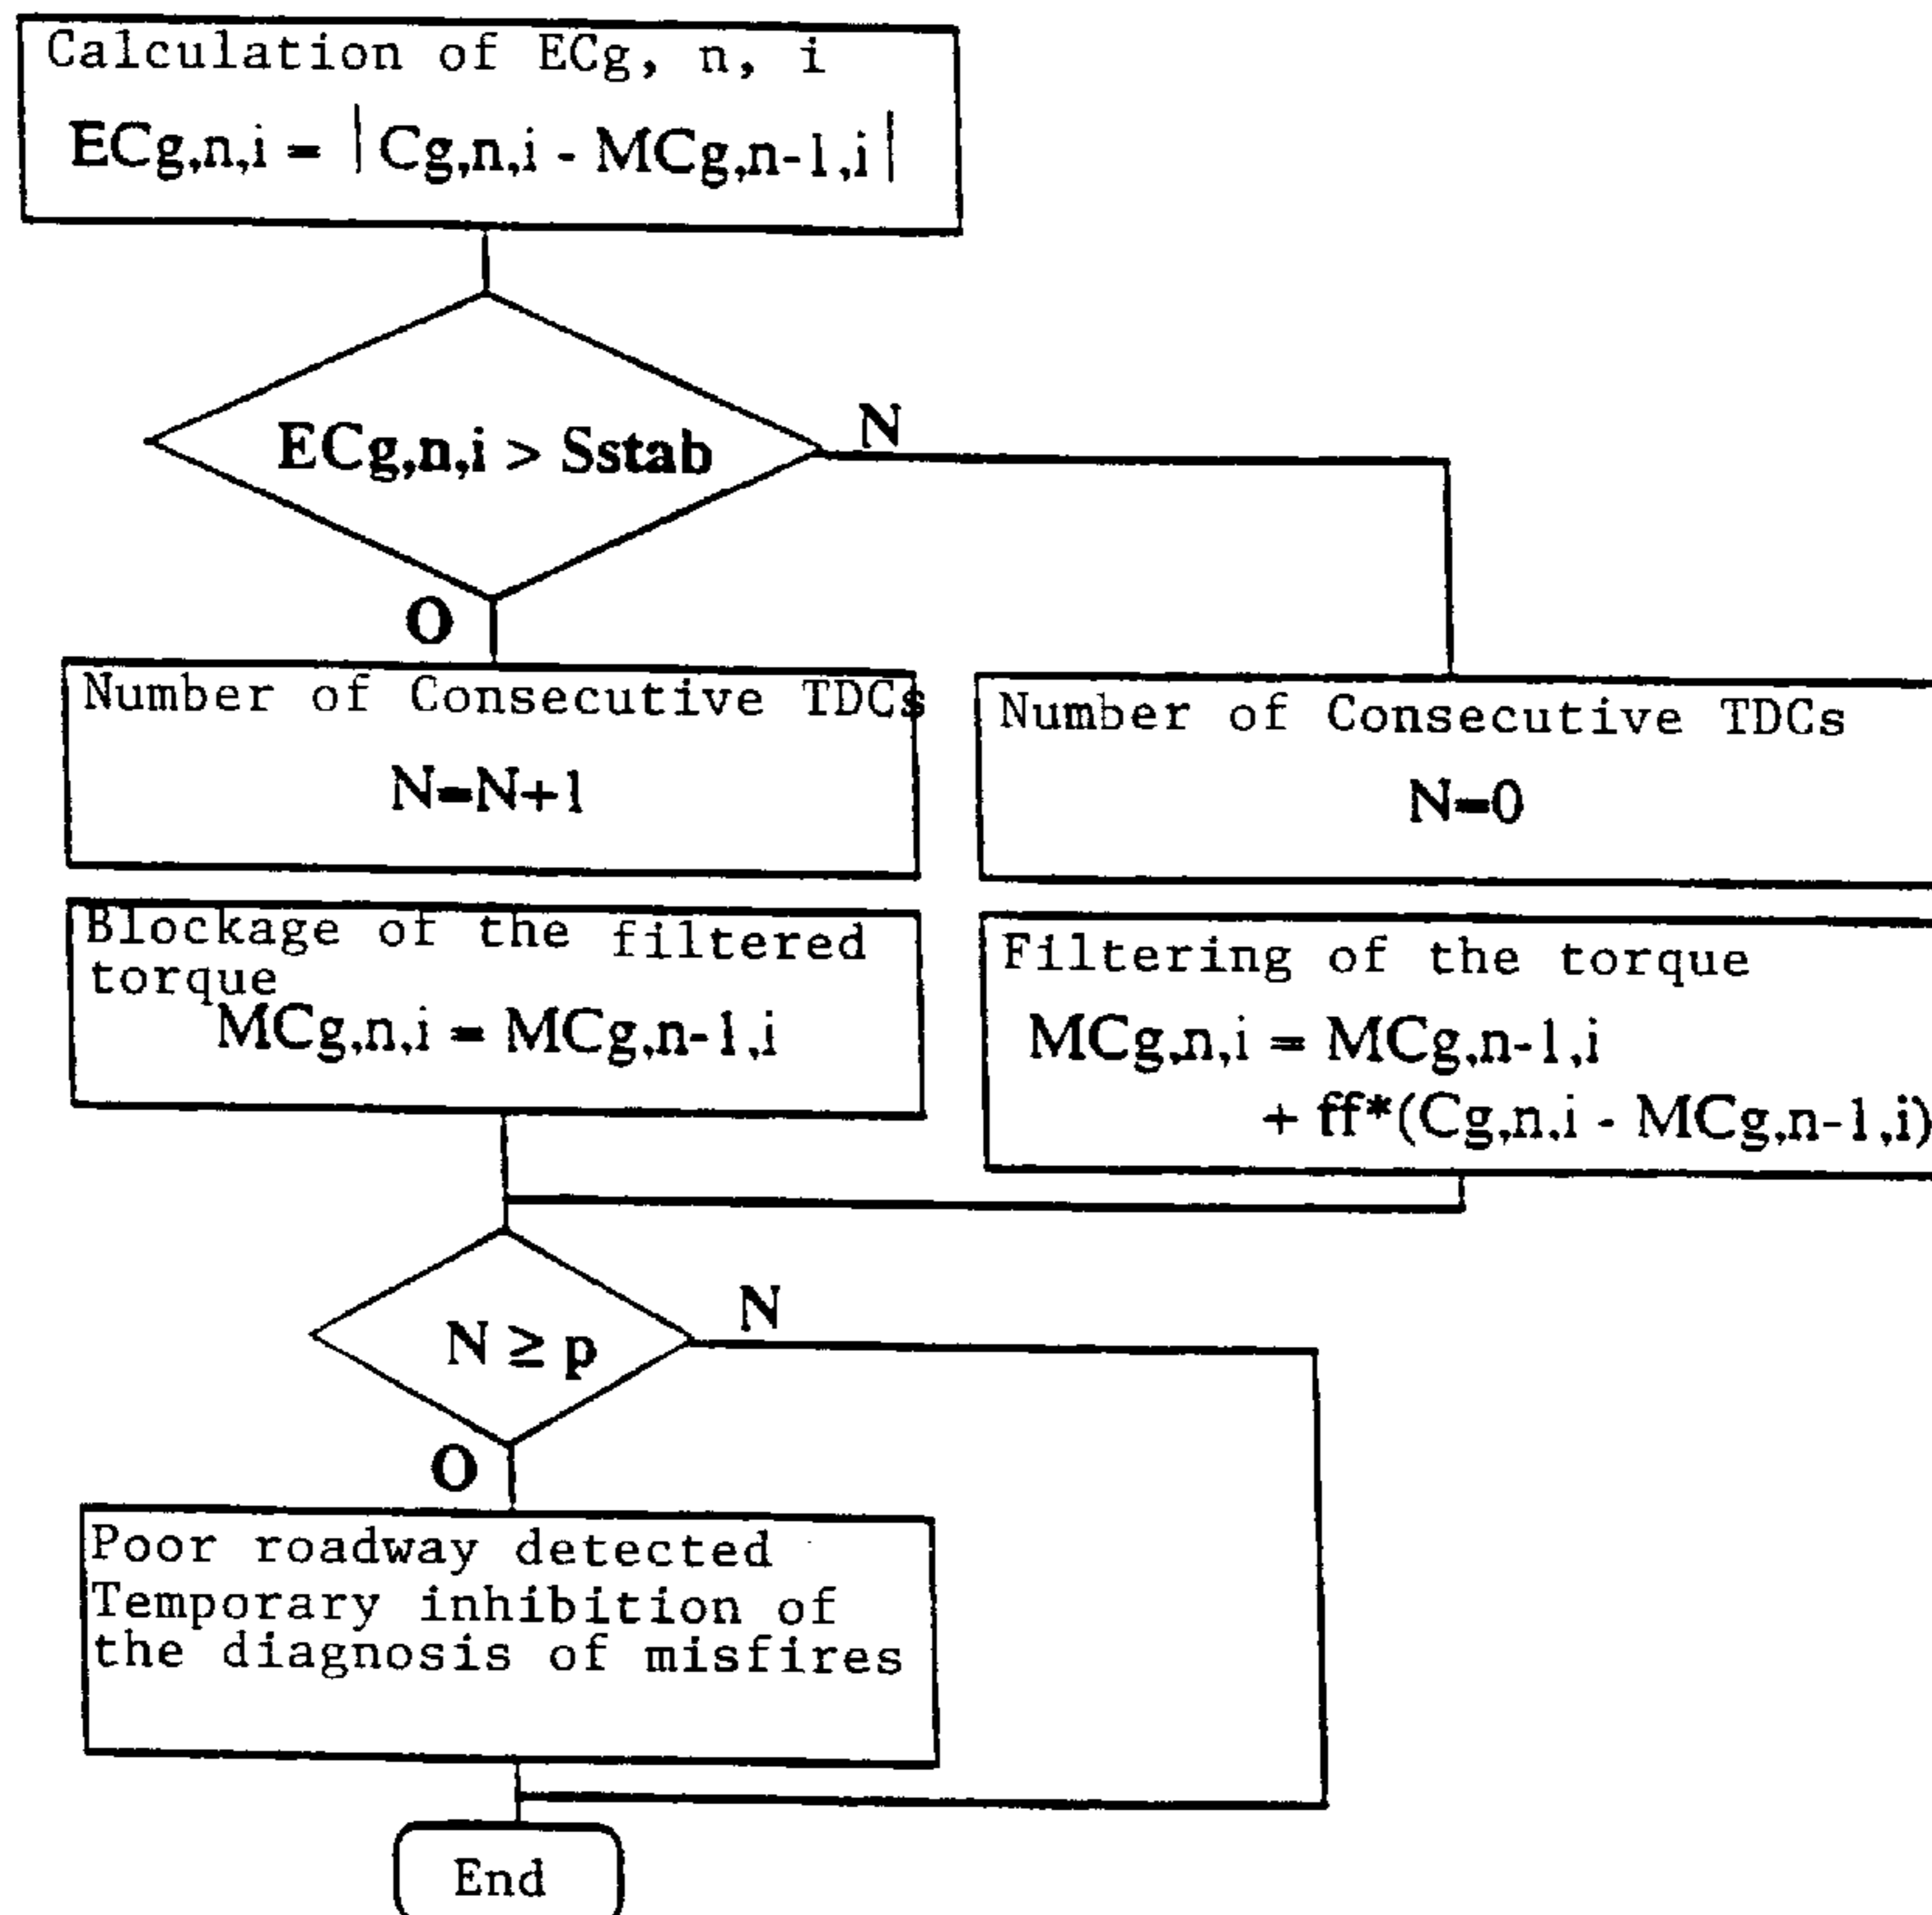 Calculation of ECg, n, i
ECg,n,i = | Cg,n,i - MCg,n-1,i |
ECg,n,i > Sstab
N
O
Number of Consecutive TDCs
N=N+1
Number of Consecutive TDCs
N=0
Blockage of the filtered
torque
MCg,n,i = MCg,n-1,i
Filtering of the torque
MCg,n,i = MCg,n-1,i
+ ff*(Cg,n,i - MCg,n-1,i)
N ≥ p
N
O
Poor roadway detected
Temporary inhibition of
the diagnosis of misfires
End